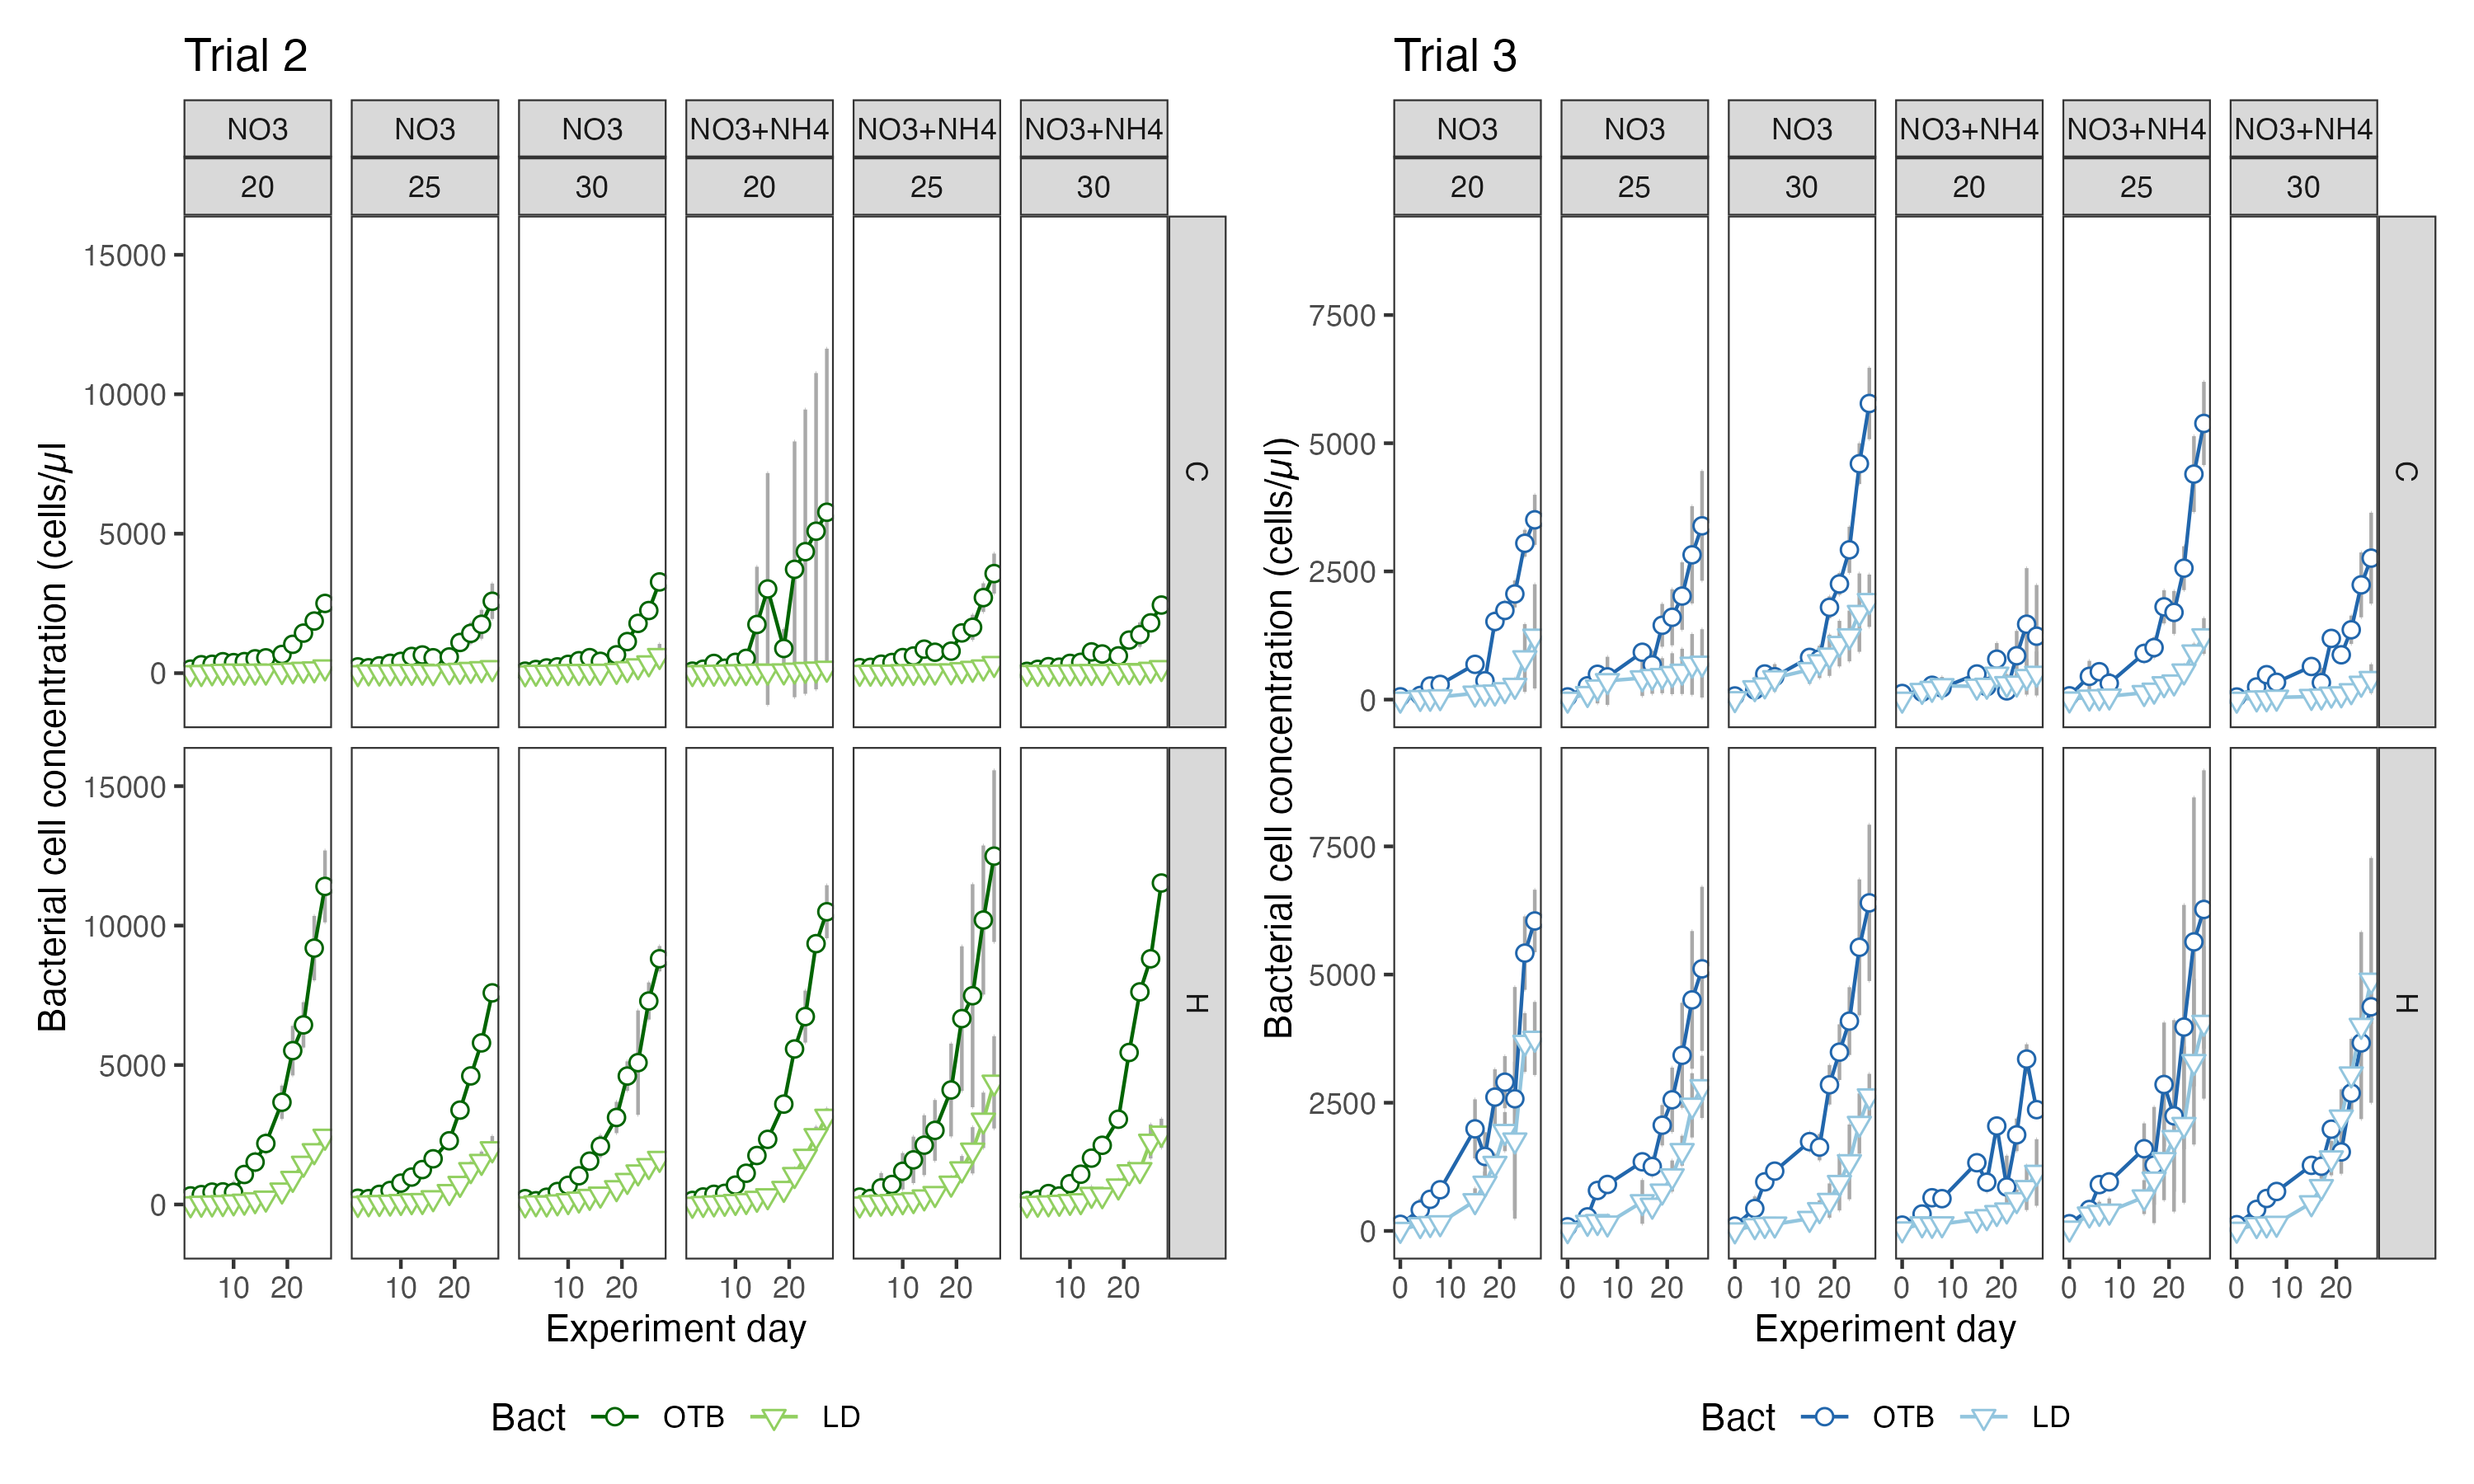 Trial 2
NO3 NO3 NO3 NO3+NH4 NO3+NH4 NO3+NH4
20 25 30 20 25 30
15000
10000
5000
0
C
15000
10000
5000
0
H
10 20 10 20 10 20 10 20 10 20 10 20
Experiment day
Bacterial cell concentration (cells/µl
Bact OTB LD
Trial 3
NO3 NO3 NO3 NO3+NH4 NO3+NH4 NO3+NH4
20 25 30 20 25 30
7500
5000
2500
0
C
7500
5000
2500
0
H
0 10 20 0 10 20 0 10 20 0 10 20 0 10 20 0 10 20
Experiment day
Bacterial cell concentration (cells/µl)
Bact OTB LD